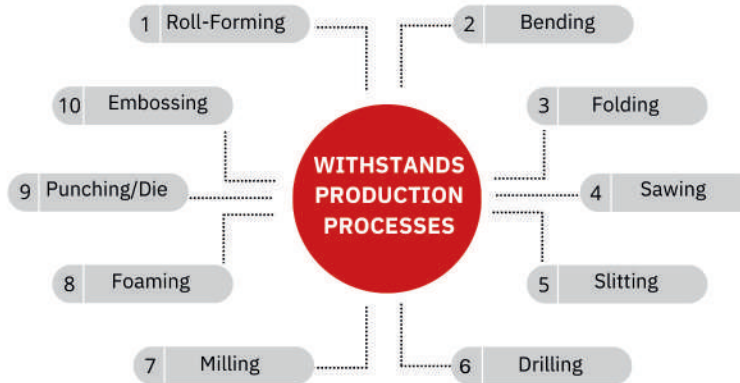 1 Roll-Forming
2 Bending
10 Embossing
3 Folding
WITHSTANDS
PRODUCTION
PROCESSES
9 Punching/Die
4 Sawing
8 Foaming
5 Slitting
7 Milling
6 Drilling